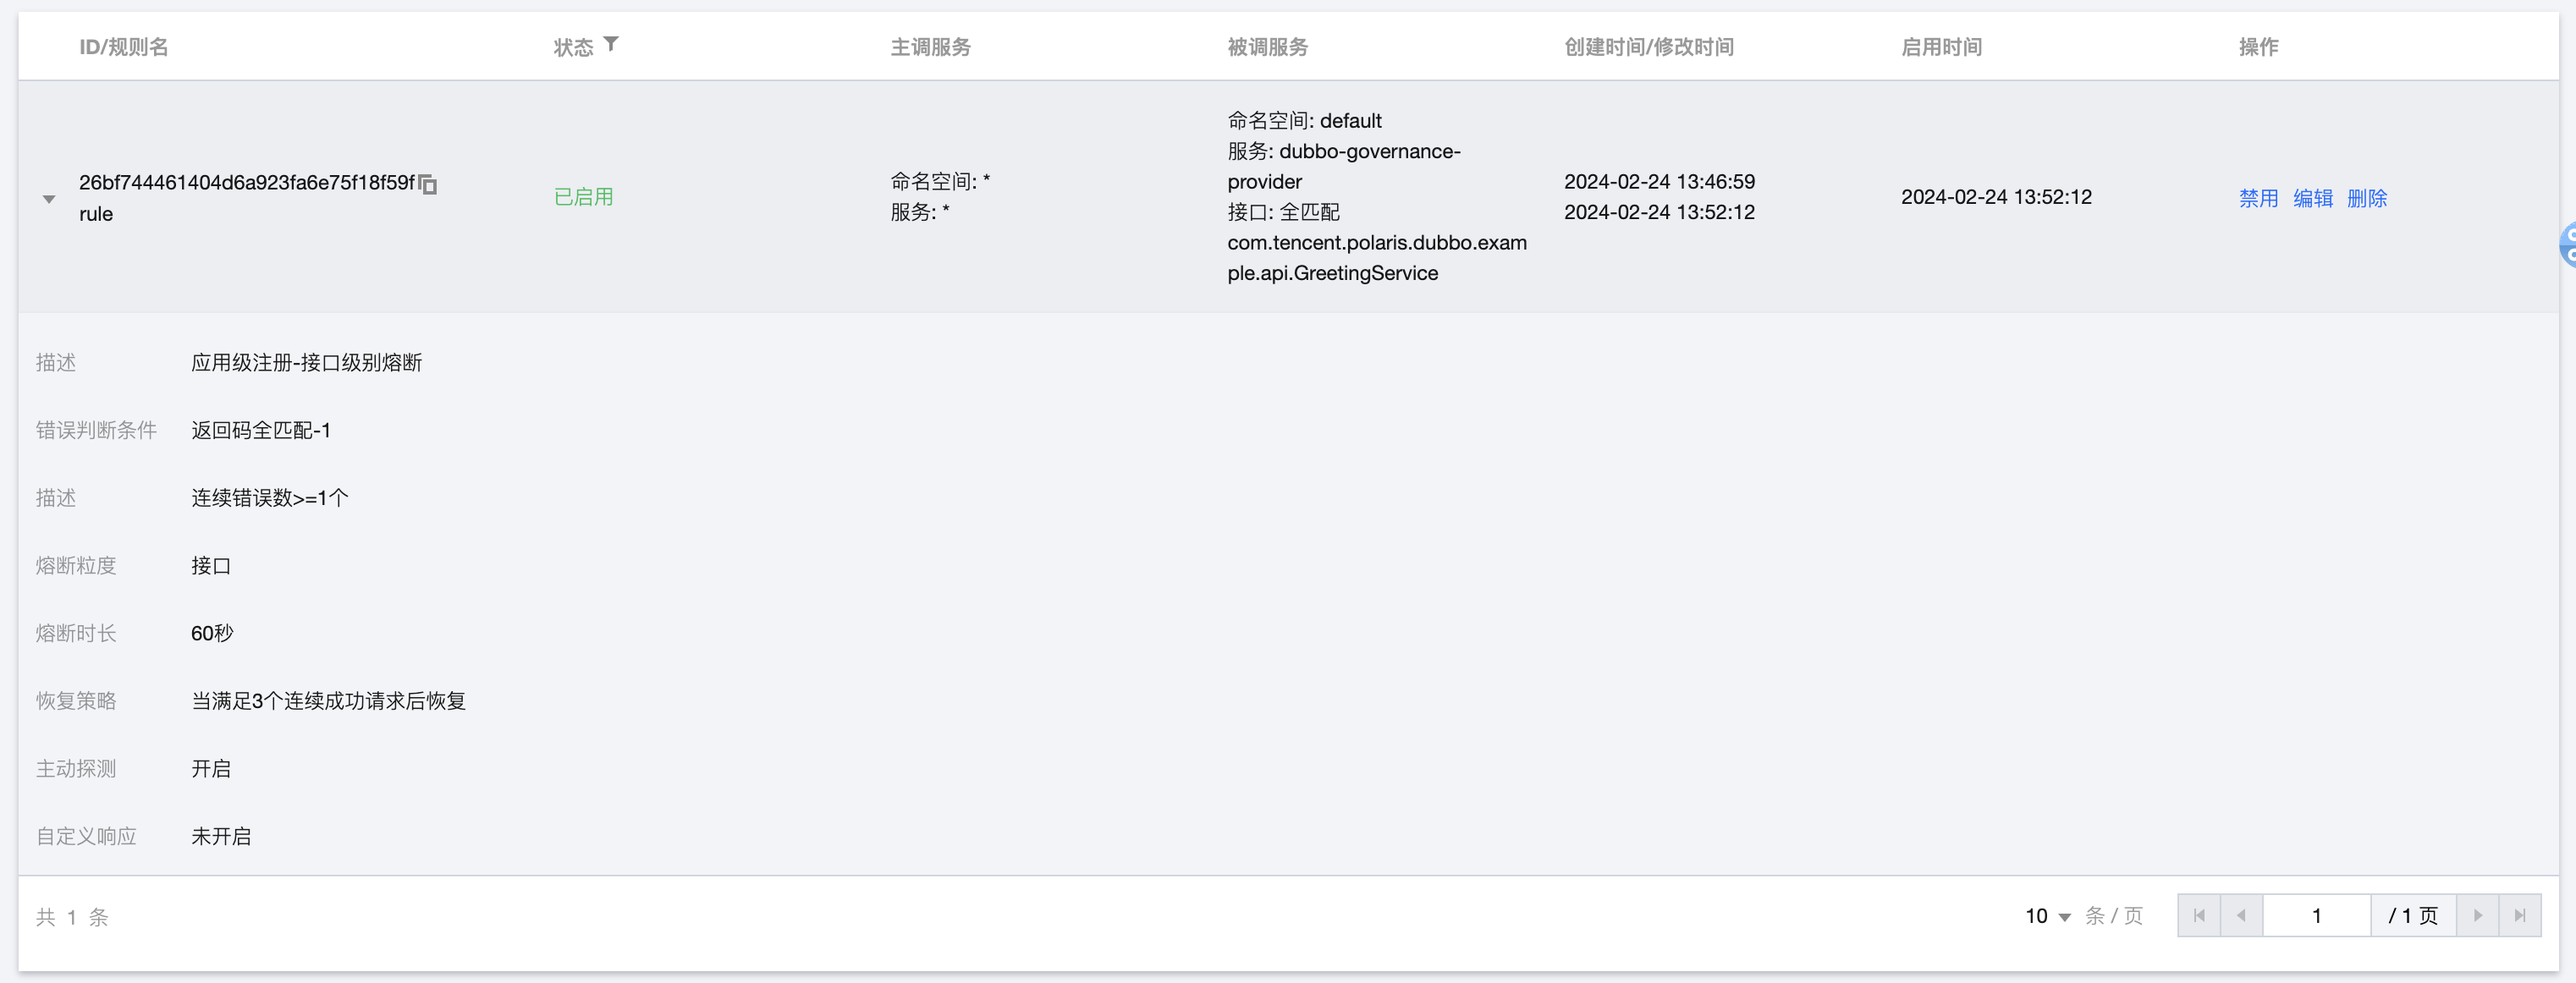 ID/规则名 状态 主调服务 被调服务 创建时间/修改时间 启用时间 操作
26bf744461404d6a923fa6e75f18f59f
rule
已启用
命名空间: *
服务: *
命名空间: default
服务: dubbo-governance-
provider
接口: 全匹配
com.tencent.polaris.dubbo.exam
ple.api.GreetingService
2024-02-24 13:46:59
2024-02-24 13:52:12
2024-02-24 13:52:12
禁用 编辑 删除
描述 应用级注册-接口级别熔断
错误判断条件 返回码全匹配-1
描述 连续错误数>=1个
熔断粒度 接口
熔断时长 60秒
恢复策略 当满足3个连续成功请求后恢复
主动探测 开启
自定义响应 未开启
共 1 条 10 条 / 页 1 / 1 页